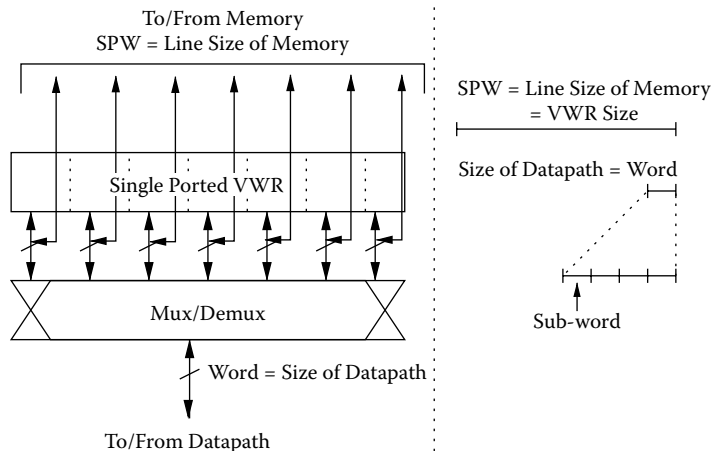 To/From Memory
SPW = Line Size of Memory
Single Ported VWR
Mux/Demux
Word = Size of Datapath
To/From Datapath
SPW = Line Size of Memory
= VWR Size
Size of Datapath = Word
Sub-word